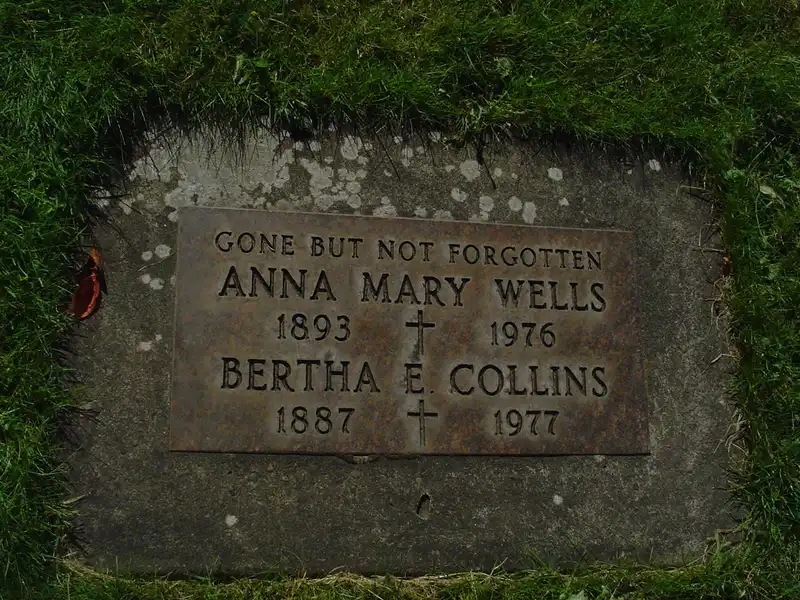 GONE BUT NOT FORGOTTEN
ANNA MARY WELLS
1893 1976
BERTHA E. COLLINS
1887 1977